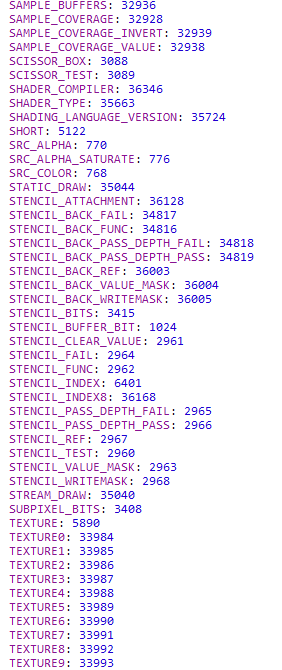 SAMPLE_BUFFERS: 32936
SAMPLE_COVERAGE: 32928
SAMPLE_COVERAGE_INVERT: 32939
SAMPLE_COVERAGE_VALUE: 32938
SCISSOR_BOX: 3088
SCISSOR_TEST: 3089
SHADER_COMPILER: 36346
SHADER_TYPE: 35663
SHADING_LANGUAGE_VERSION: 35724
SHORT: 5122
SRC_ALPHA: 770
SRC_ALPHA_SATURATE: 776
SRC_COLOR: 768
STATIC_DRAW: 35044
STENCIL_ATTACHMENT: 36128
STENCIL_BACK_FAIL: 34817
STENCIL_BACK_FUNC: 34816
STENCIL_BACK_PASS_DEPTH_FAIL: 34818
STENCIL_BACK_PASS_DEPTH_PASS: 34819
STENCIL_BACK_REF: 36003
STENCIL_BACK_VALUE_MASK: 36004
STENCIL_BACK_WRITEMASK: 36005
STENCIL_BITS: 3415
STENCIL_BUFFER_BIT: 1024
STENCIL_CLEAR_VALUE: 2961
STENCIL_FAIL: 2964
STENCIL_FUNC: 2962
STENCIL_INDEX: 6401
STENCIL_INDEX8: 36168
STENCIL_PASS_DEPTH_FAIL: 2965
STENCIL_PASS_DEPTH_PASS: 2966
STENCIL_REF: 2967
STENCIL_TEST: 2960
STENCIL_VALUE_MASK: 2963
STENCIL_WRITEMASK: 2968
STREAM_DRAW: 35040
SUBPIXEL_BITS: 3408
TEXTURE: 5890
TEXTURE0: 33984
TEXTURE1: 33985
TEXTURE2: 33986
TEXTURE3: 33987
TEXTURE4: 33988
TEXTURE5: 33989
TEXTURE6: 33990
TEXTURE7: 33991
TEXTURE8: 33992
TEXTURE9: 33993